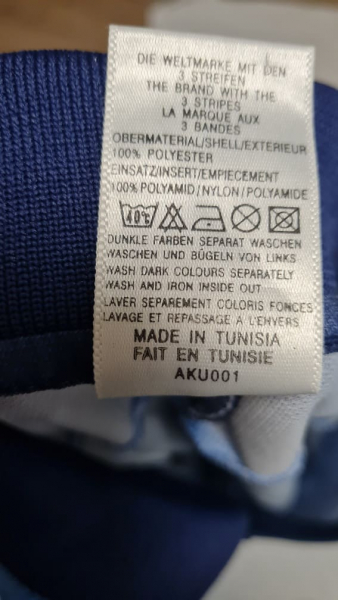 DIE WELTMARKE MIT DEN
3 STREIFEN
THE BRAND WITH THE
3 STRIPES
LA MARQUE AUX
3 BANDES
OBERMATERIAL/SHELL/EXTERIEUR
100% POLYESTER
EINSATZ/INSERT/EMPIECEMENT
100% POLYAMID/NYLON/POLYAMIDE
40°C
DUNKLE FARBEN SEPARAT WASCHEN
WASCHEN UND BÜGELN VON LINKS
WASH DARK COLOURS SEPARATELY
WASH AND IRON INSIDE OUT
LAVER SEPAREMENT COLORIS FONCES
LAVAGE ET REPASSAGE A L'ENVERS
MADE IN TUNISIA
FAIT EN TUNISIE
AKU001